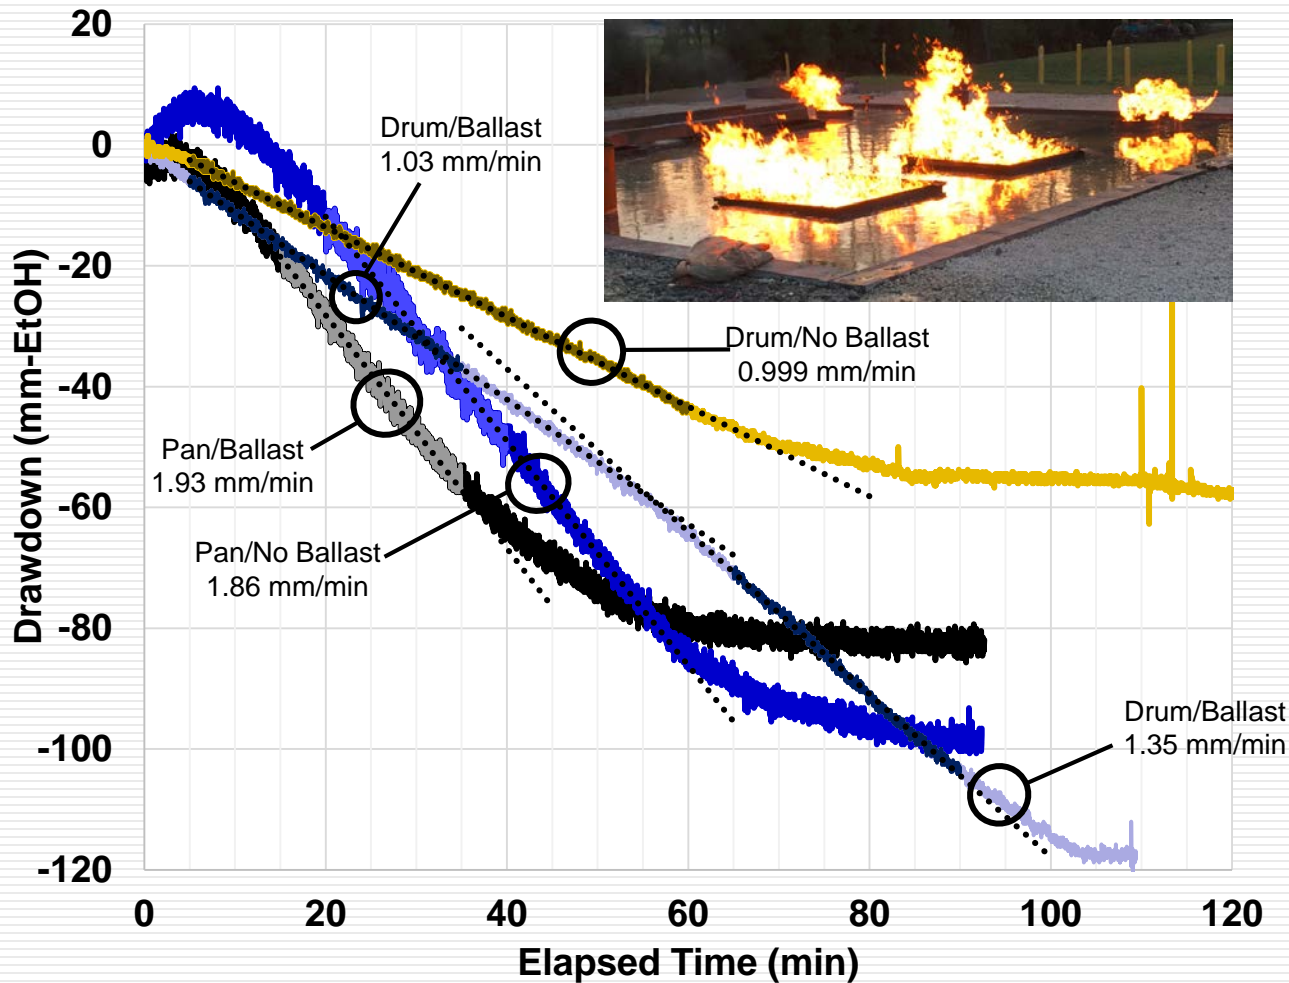 20
0
-20
-40
-60
-80
-100
-120
Drawdown (mm-EtOH)
Drum/Ballast
1.03 mm/min
Drum/No Ballast
0.999 mm/min
Pan/Ballast
1.93 mm/min
Pan/No Ballast
1.86 mm/min
Drum/Ballast
1.35 mm/min
0 20 40 60 80 100 120
Elapsed Time (min)